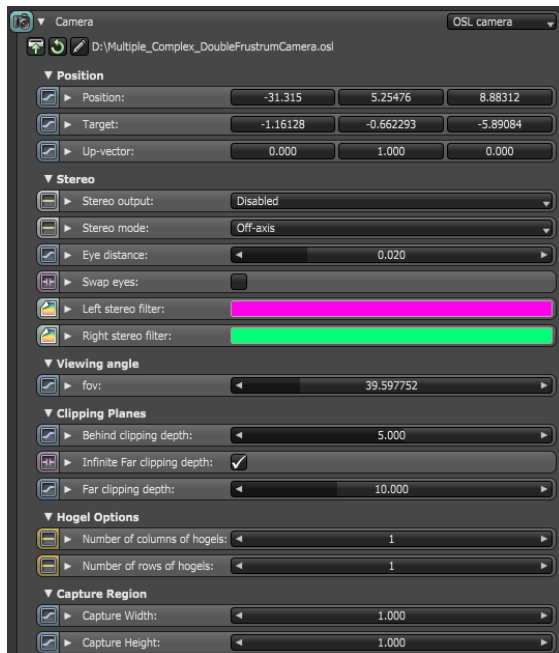 Camera OSL camera
D:\Multiple_Complex_DoubleFrustrumCamera.osl
Position
Position: -31.315 5.25476 8.88312
Target: -1.16128 -0.662293 -5.89084
Up-vector: 0.000 1.000 0.000
Stereo
Stereo output: Disabled
Stereo mode: Off-axis
Eye distance: 0.020
Swap eyes:
Left stereo filter:
Right stereo filter:
Viewing angle
fov: 39.597752
Clipping Planes
Behind clipping depth: 5.000
Infinite Far clipping depth:
Far clipping depth: 10.000
Hogel Options
Number of columns of hogels: 1
Number of rows of hogels: 1
Capture Region
Capture Width: 1.000
Capture Height: 1.000